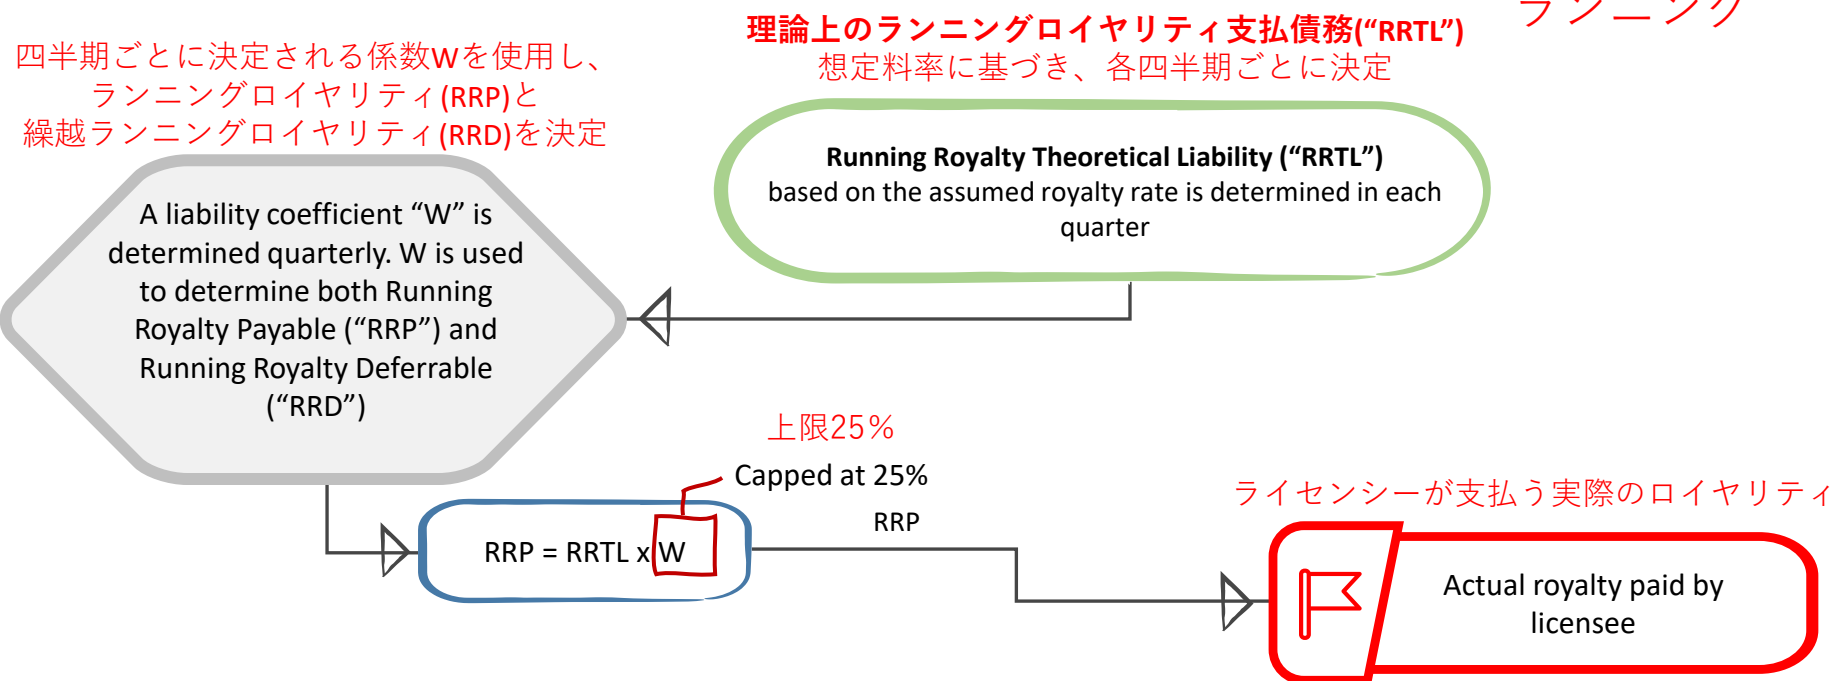 ランニング
理論上のランニングロイヤリティ支払債務(“RRTL”)
想定料率に基づき、各四半期ごとに決定
四半期ごとに決定される係数Wを使用し、
ランニングロイヤリティ(RRP)と
繰越ランニングロイヤリティ(RRD)を決定
Running Royalty Theoretical Liability (“RRTL”)
based on the assumed royalty rate is determined in each
quarter
A liability coefficient “W” is
determined quarterly. W is used
to determine both Running
Royalty Payable (“RRP”) and
Running Royalty Deferrable
(“RRD”)
上限25%
Capped at 25%
RRP = RRTL x W
RRP
ライセンシーが支払う実際のロイヤリティ
Actual royalty paid by
licensee